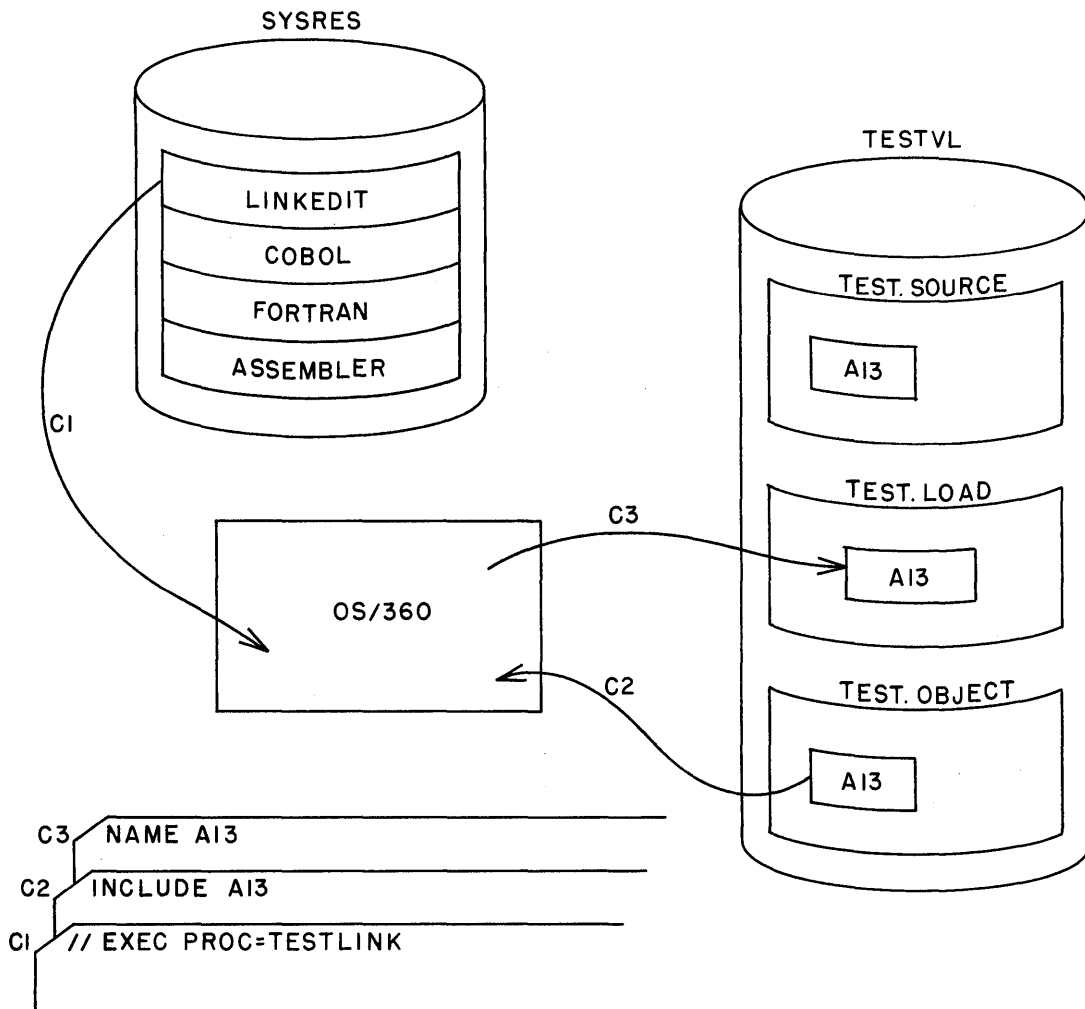 SYSRES
LINKEDIT
COBOL
FORTRAN
ASSEMBLER
TESTVL
TEST. SOURCE
A13
TEST. LOAD
A13
TEST. OBJECT
A13
C1
C3
C2
OS/360
C3 NAME A13
C2 INCLUDE A13
C1 // EXEC PROC=TESTLINK